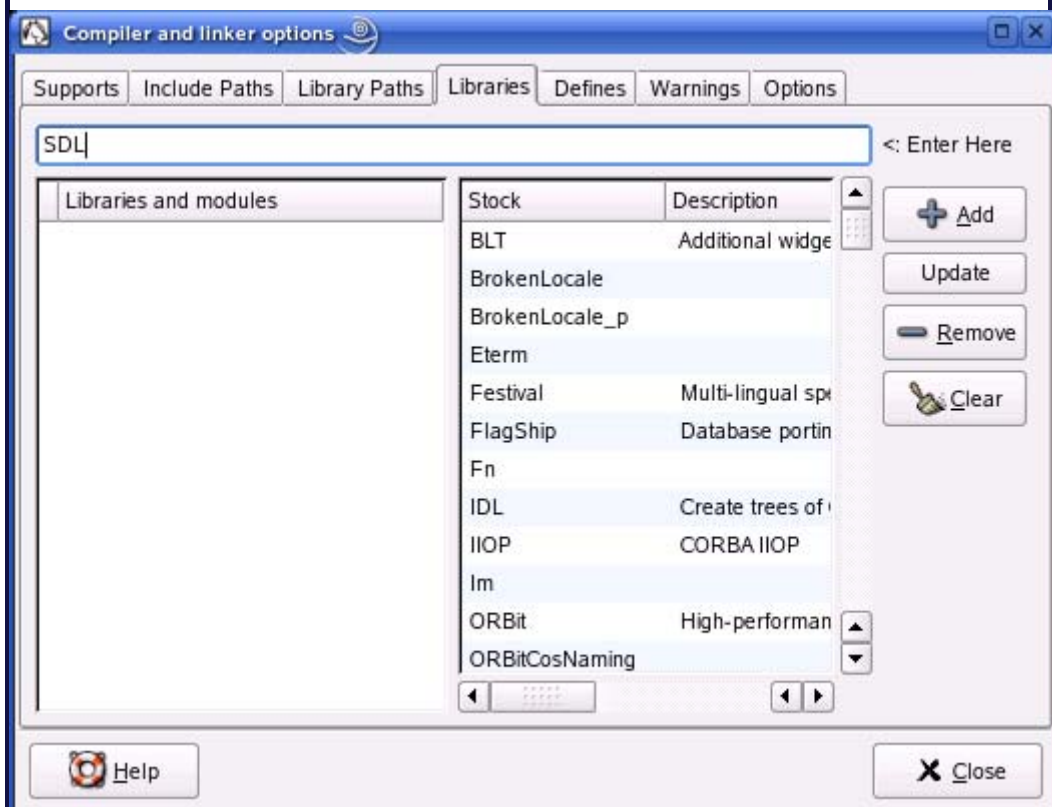 Compiler and linker options
Supports Include Paths Library Paths Libraries Defines Warnings Options
SDL <: Enter Here
Libraries and modules
Stock Description
BLT Additional widge
BrokenLocale
BrokenLocale_p
Eterm
Festival Multi-lingual spe
FlagShip Database portin
Fn
IDL Create trees of
IIOP CORBA IIOP
Im
ORBit High-performan
ORBitCosNaming
Add
Update
Remove
Clear
Help
Close